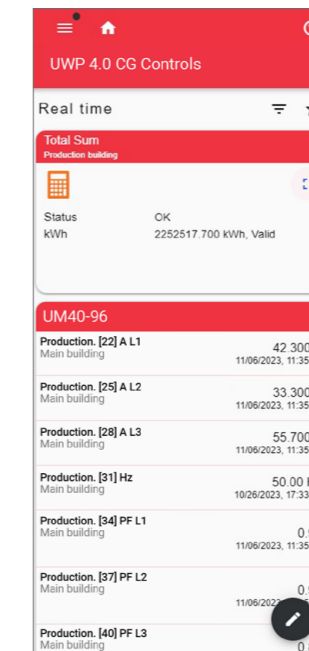 UWP 4.0 CG Controls
Real time
Total Sum
Production building
Status OK
kWh 2252517.700 kWh, Valid
UM40-96
Production. [22] A L1
42.300
Main building
11/06/2023, 11:35
Production. [25] A L2
33.300
Main building
11/06/2023, 11:35
Production. [28] A L3
55.700
Main building
11/06/2023, 11:35
Production. [31] Hz
50.00
Main building
10/26/2023, 17:33
Production. [34] PF L1
Main building
11/06/2023, 11:35
Production. [37] PF L2
Main building
Production. [40] PF L3
Main building